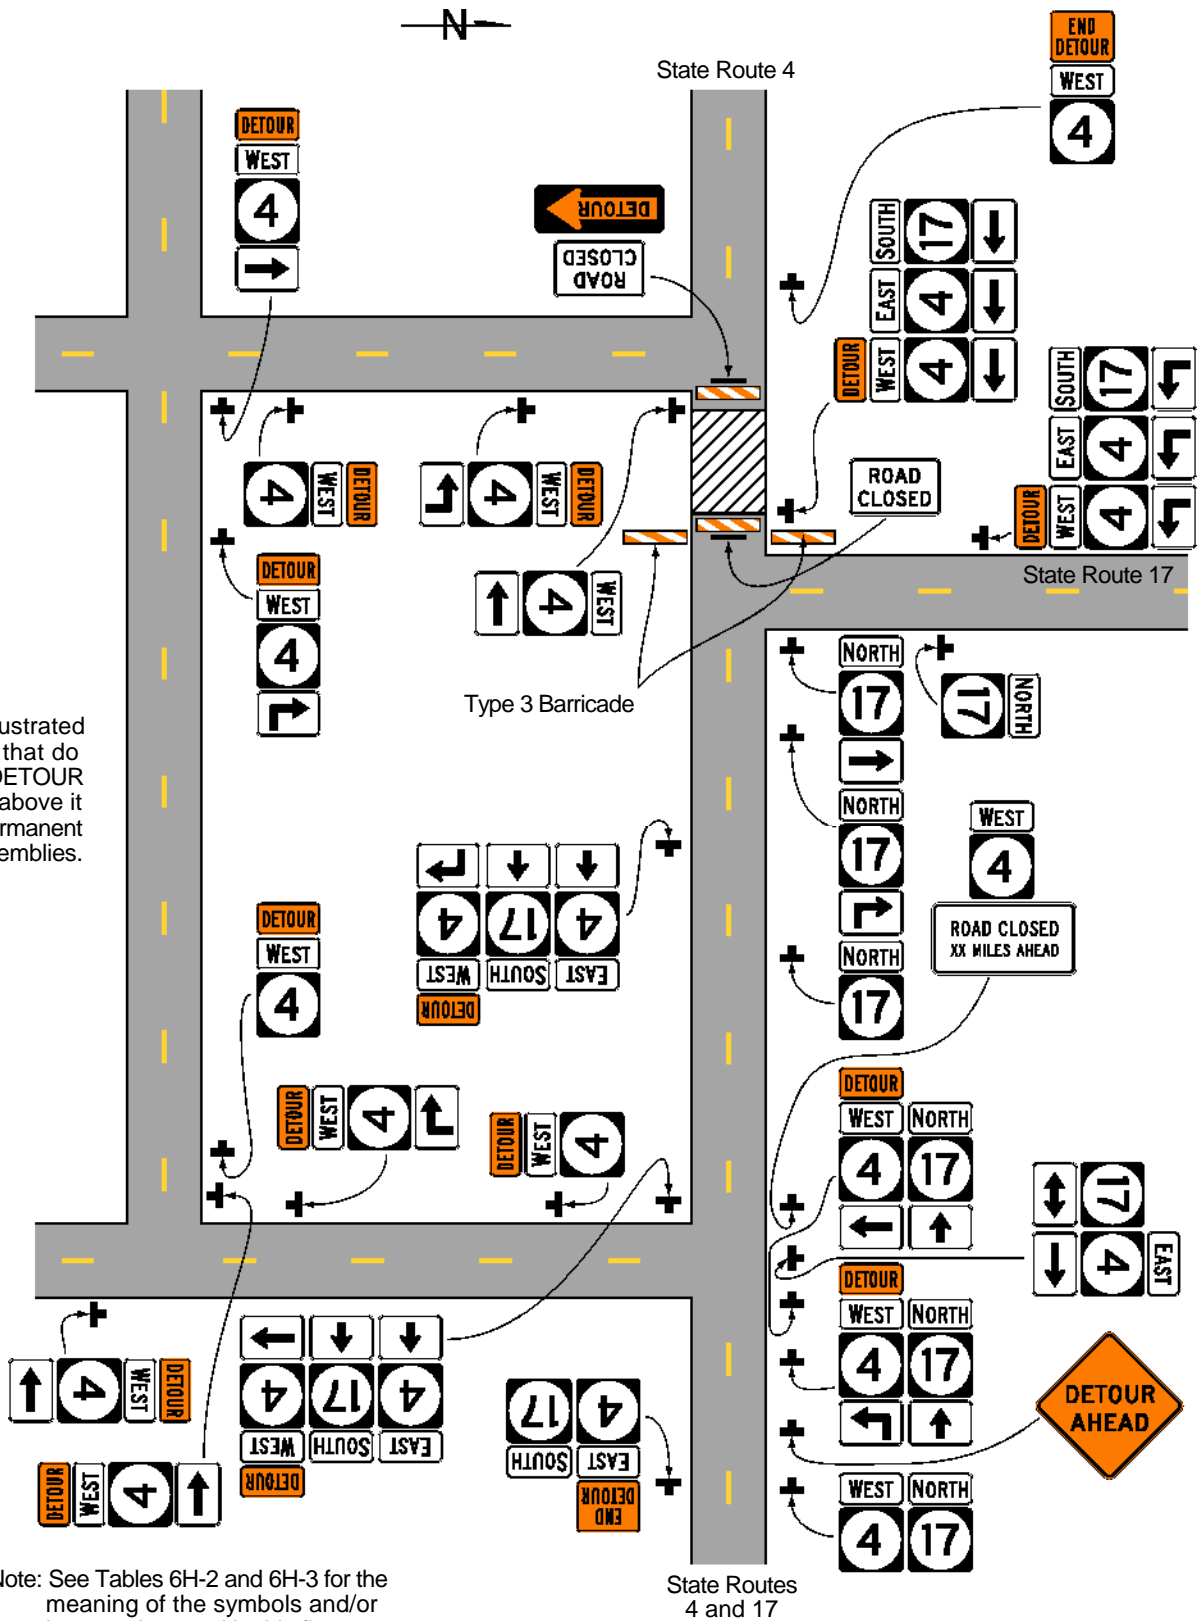 N
State Route 4
END
DETOUR
WEST
4
DETOUR
WEST
4
DETOUR
ROAD
CLOSED
SOUTH
17
EAST
4
DETOUR
WEST
4
SOUTH
17
EAST
4
DETOUR
WEST
4
State Route 17
ROAD
CLOSED
4
WEST
DETOUR
4
WEST
DETOUR
4
WEST
DETOUR
WEST
4
Type 3 Barricade
NORTH
17
17
NORTH
NORTH
17
NORTH
17
WEST
4
ROAD CLOSED
XX MILES AHEAD
ustrated
that do
DETOUR
above it
rmanent
emblies.
DETOUR
WEST
4
4 17 4
WEST SOUTH EAST
DETOUR
DETOUR
WEST
4
DETOUR
WEST
4
DETOUR
WEST NORTH
4 17
17
4
EAST
DETOUR
WEST NORTH
4 17
DETOUR
AHEAD
WEST NORTH
4 17
4
WEST
DETOUR
DETOUR
WEST
4
4 17 4
WEST SOUTH EAST
DETOUR
17 4
SOUTH EAST
END
DETOUR
State Routes
4 and 17
Note: See Tables 6H-2 and 6H-3 for the
meaning of the symbols and/or